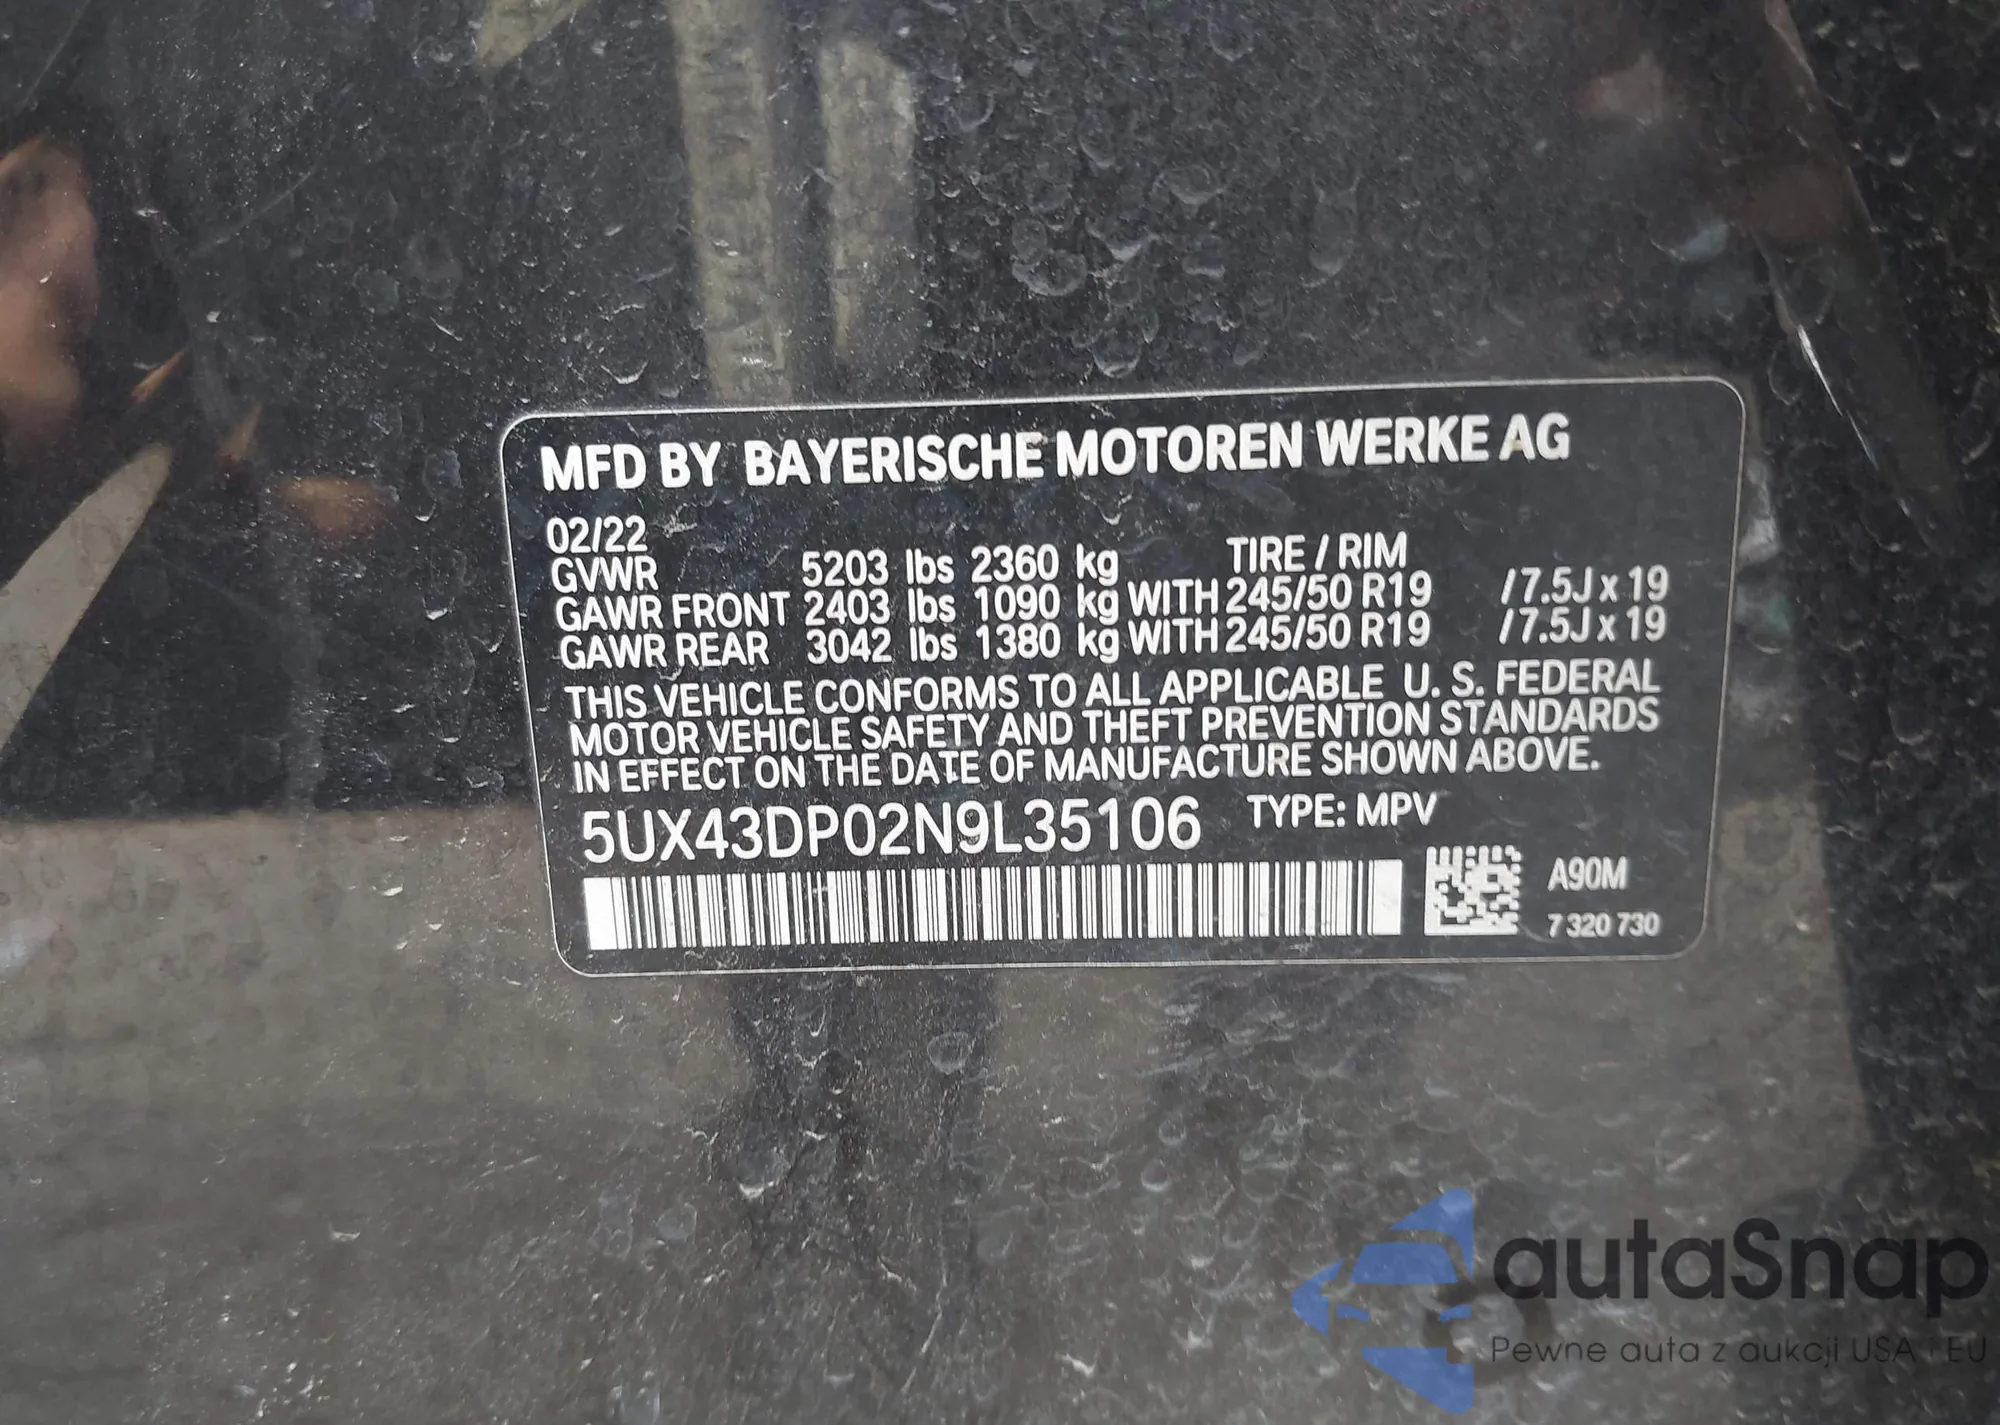 MFD BY BAYERISCHE MOTOREN WERKE AG
02/22
GVWR 5203 lbs 2360 kg TIRE / RIM
GAWR FRONT 2403 lbs 1090 kg WITH 245/50 R19 /7.5J x 19
GAWR REAR 3042 lbs 1380 kg WITH 245/50 R19 /7.5J x 19
THIS VEHICLE CONFORMS TO ALL APPLICABLE U. S. FEDERAL
MOTOR VEHICLE SAFETY AND THEFT PREVENTION STANDARDS
IN EFFECT ON THE DATE OF MANUFACTURE SHOWN ABOVE.
5UX43DP02N9L35106 TYPE: MPV
A90M
7 320 730
autaSnap
Pewne auta z aukcji USA i EU